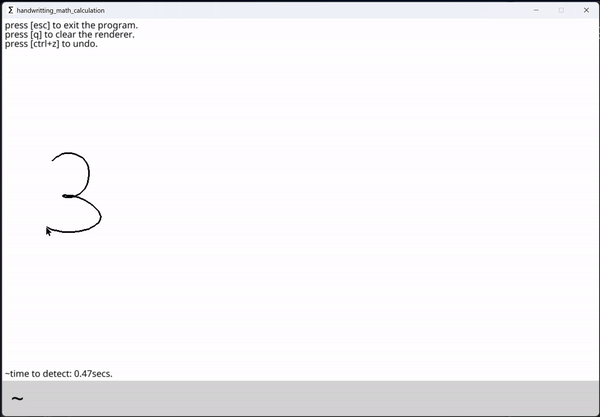 Σ handwritting_math_calculation
press [esc] to exit the program.
press [q] to clear the renderer.
press [ctrl+z] to undo.
3
~time to detect: 0.47secs.
~